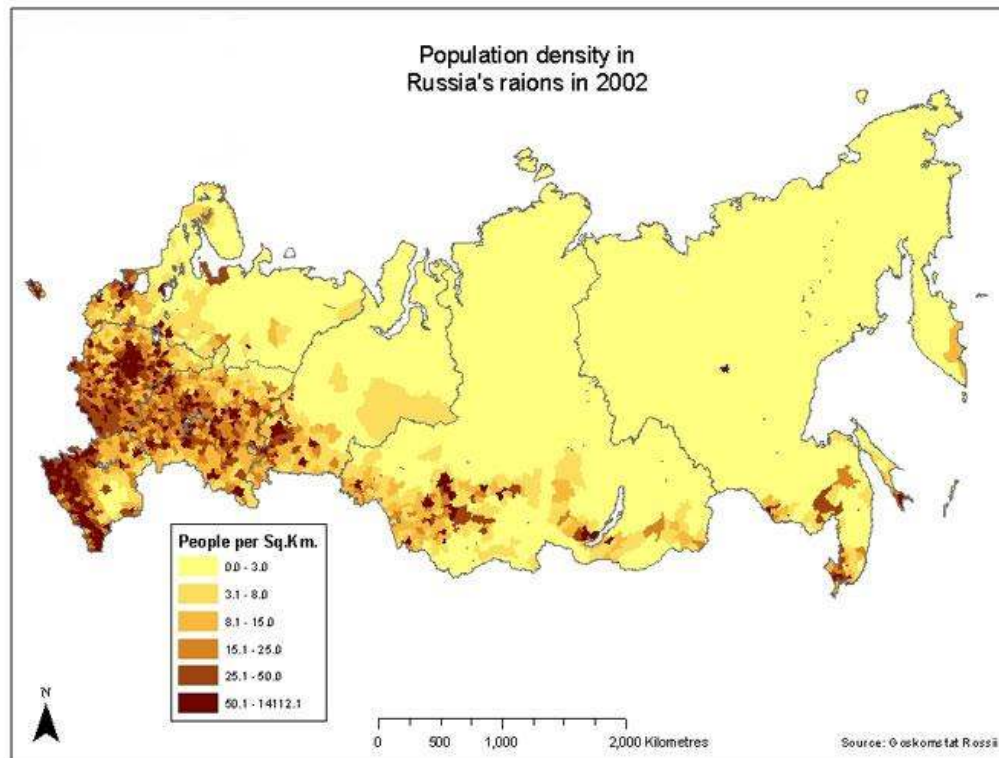 Population density in
Russia's raions in 2002
People per Sq.Km.
0.0 - 3.0
3.1 - 8.0
8.1 - 15.0
15.1 - 25.0
25.1 - 50.0
50.1 - 14112.1
N
0 500 1,000 2,000 Kilometres
Source: Goskomstat Rossii